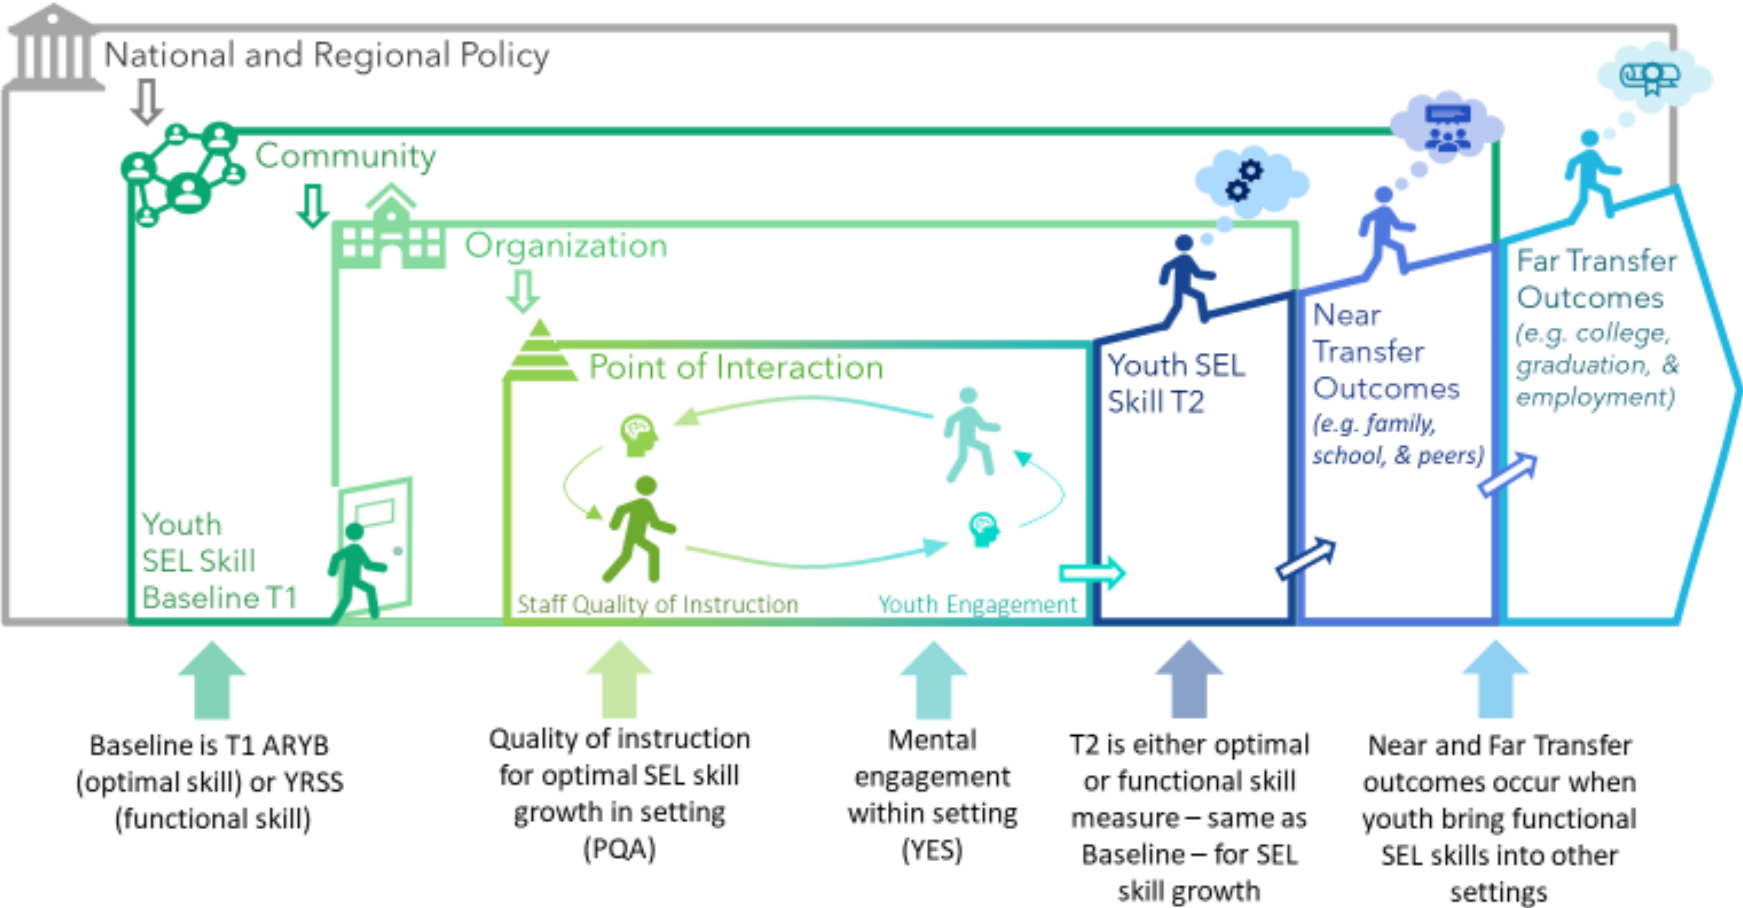 National and Regional Policy
Community
Organization
Point of Interaction
Youth
SEL Skill
Baseline T1
Staff Quality of Instruction
Youth Engagement
Youth SEL
Skill T2
Near
Transfer
Outcomes
(e.g. family,
school, & peers)
Far Transfer
Outcomes
(e.g. college,
graduation, &
employment)
Baseline is T1 ARYB
(optimal skill) or YRSS
(functional skill)
Quality of instruction
for optimal SEL skill
growth in setting
(PQA)
Mental
engagement
within setting
(YES)
T2 is either optimal
or functional skill
measure – same as
Baseline – for SEL
skill growth
Near and Far Transfer
outcomes occur when
youth bring functional
SEL skills into other
settings